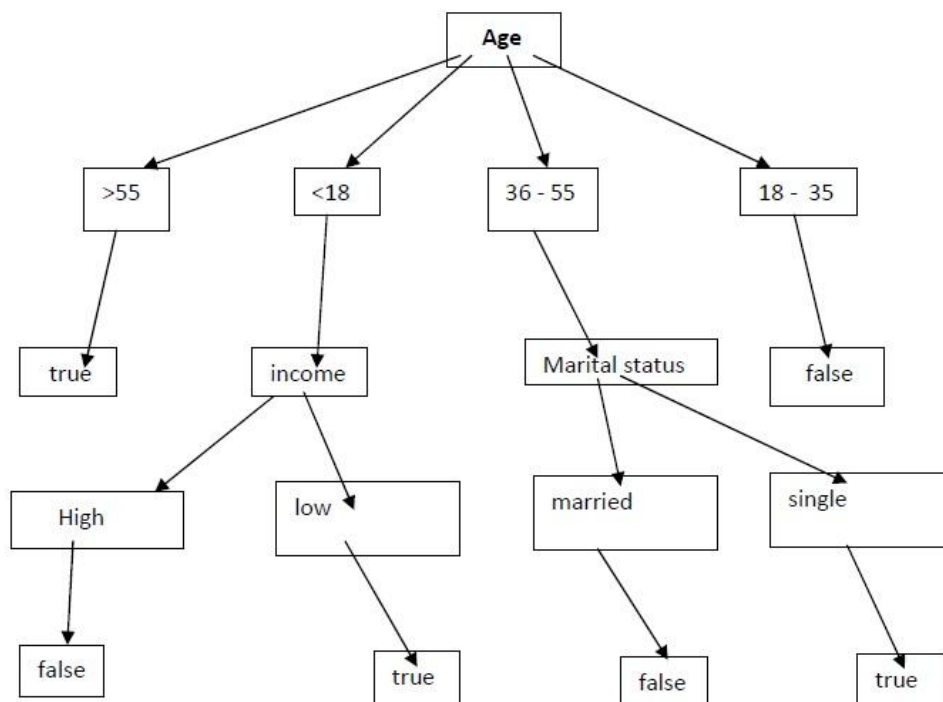 Age
>55
<18
36 - 55
18 - 35
true
income
Marital status
false
High
low
married
single
false
true
false
true